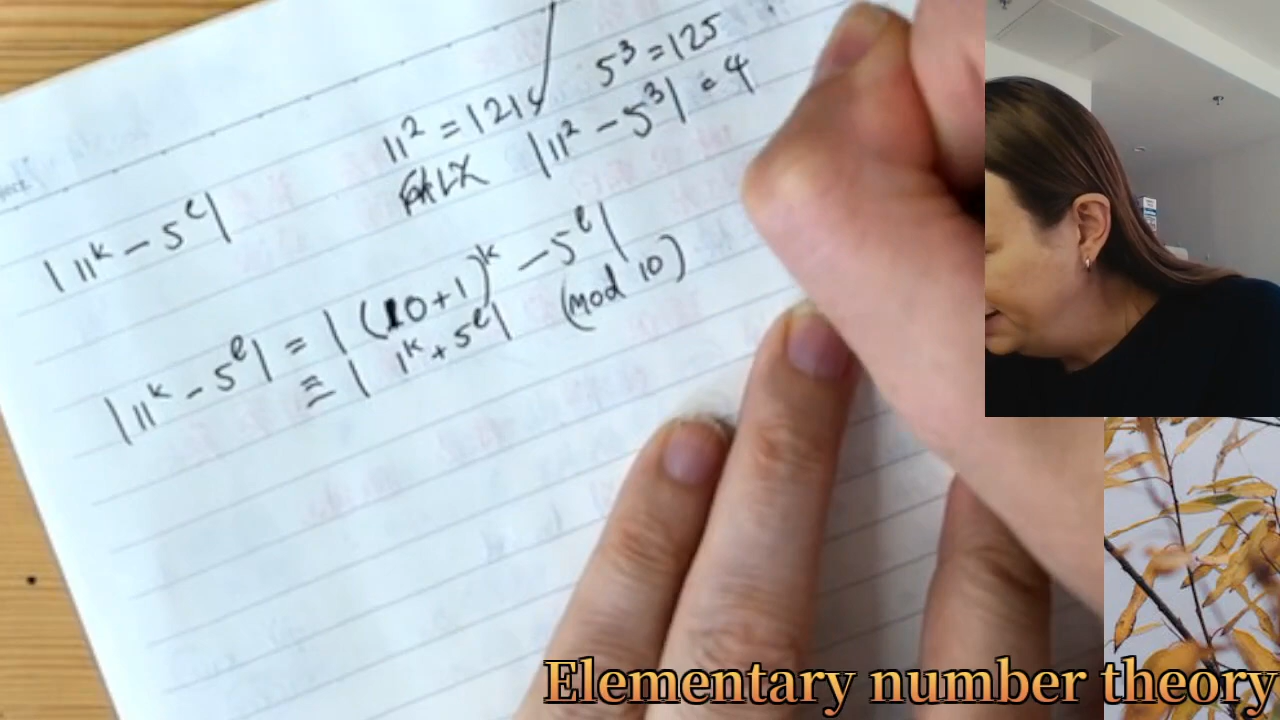 11² = 121 5³ = 125
|11² - 5³| = 4
|11ᵏ - 5ˡ|
|11ᵏ - 5ˡ| = |(10+1)ᵏ - 5ˡ|
≡ | 1ᵏ + 5ˡ| (mod 10)
Elementary number theory